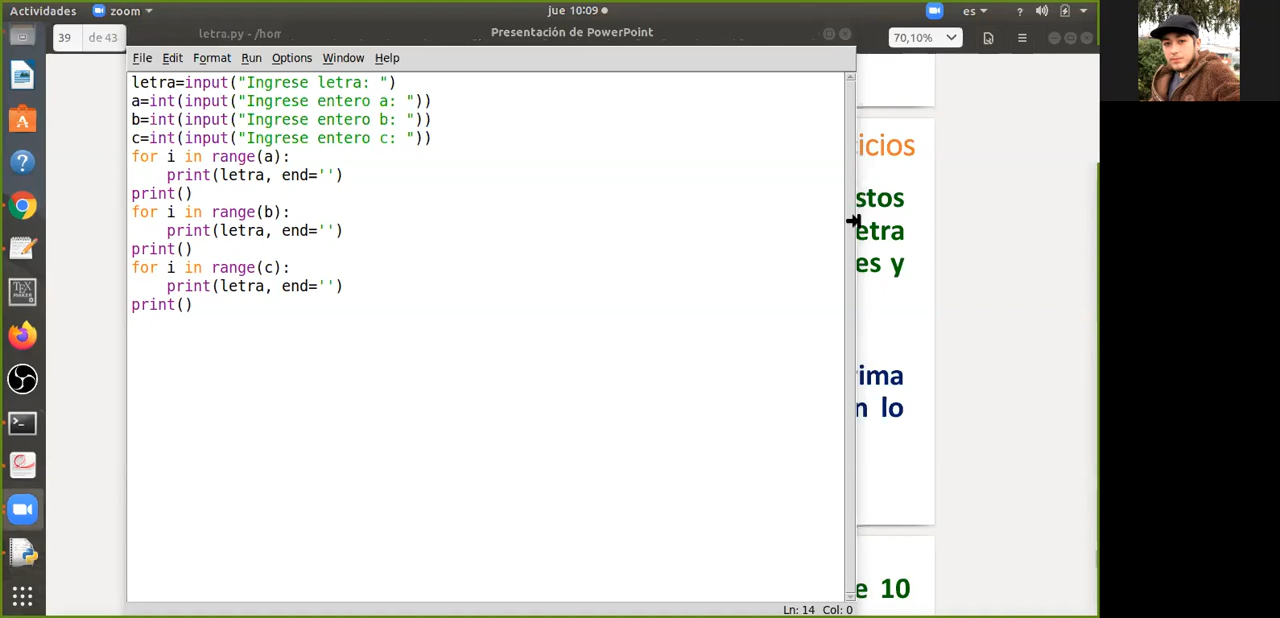 Actividades zoom jue 10:09 es ?
39 de 43 letra.py - /hom Presentación de PowerPoint 70,10%
File Edit Format Run Options Window Help
letra=input("Ingrese letra: ")
a=int(input("Ingrese entero a: "))
b=int(input("Ingrese entero b: "))
c=int(input("Ingrese entero c: "))
for i in range(a):
    print(letra, end='')
print()
for i in range(b):
    print(letra, end='')
print()
for i in range(c):
    print(letra, end='')
print()
Ln: 14 Col: 0
icios
stos
etra
es y
rima
n lo
e 10